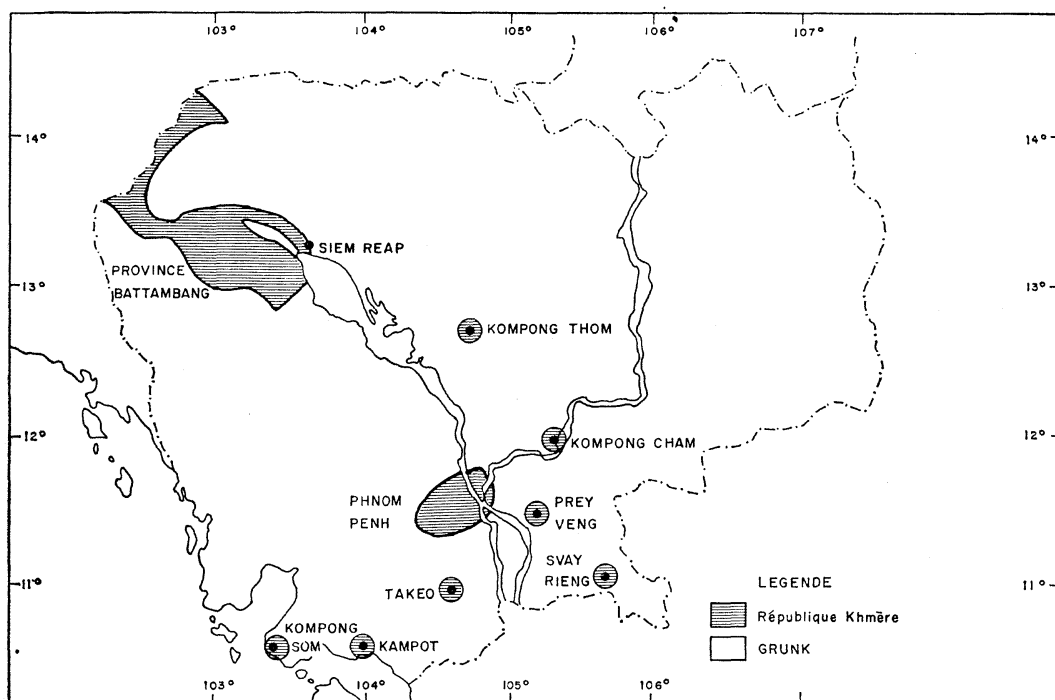 103° 104° 105° 106° 107°
14° 14°
SIEM REAP
PROVINCE
BATTAMBANG
13° 13°
KOMPONG THOM
12° 12°
KOMPONG CHAM
PHNOM
PENH
PREY
VENG
SVAY
RIENG
11° 11°
TAKEO
LEGENDE
République Khmère
GRUNK
KOMPONG
SOM
KAMPOT
103° 104° 105° 106°